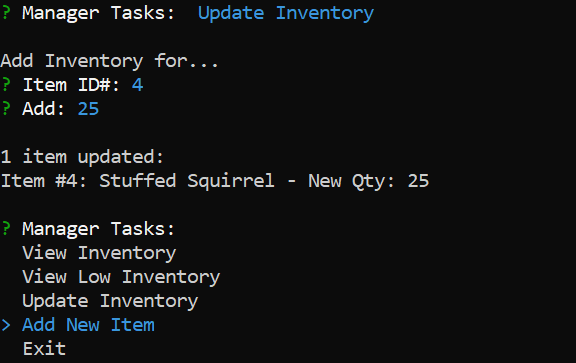 ? Manager Tasks:  Update Inventory
Add Inventory for...
? Item ID#: 4
? Add: 25
1 item updated:
Item #4: Stuffed Squirrel - New Qty: 25
? Manager Tasks:
View Inventory
View Low Inventory
Update Inventory
> Add New Item
Exit